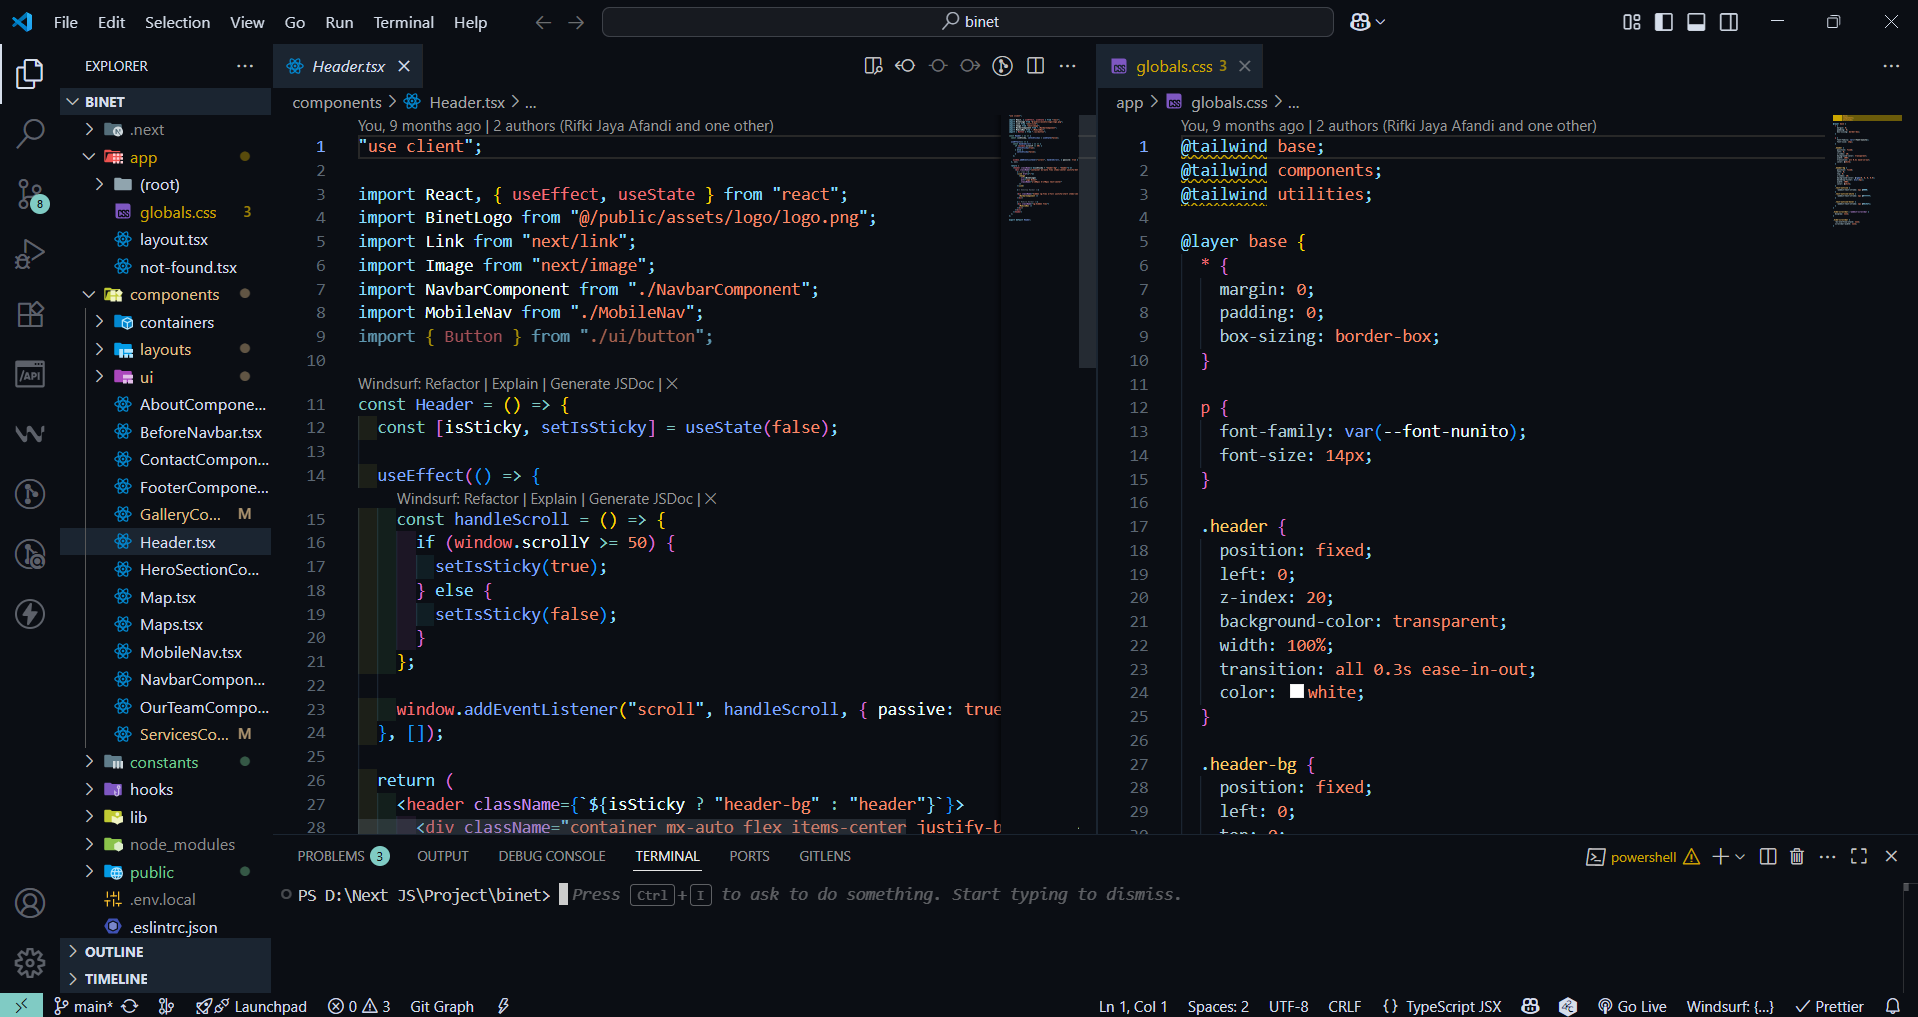 File Edit Selection View Go Run Terminal Help
binet
EXPLORER
BINET
.next
app
(root)
globals.css 3
layout.tsx
not-found.tsx
components
containers
layouts
ui
AboutCompone...
BeforeNavbar.tsx
ContactCompon...
FooterCompone...
GalleryCo... M
Header.tsx
HeroSectionCo...
Map.tsx
Maps.tsx
MobileNav.tsx
NavbarCompon...
OurTeamCompo...
ServicesCo... M
constants
hooks
lib
node_modules
public
.env.local
.eslintrc.json
OUTLINE
TIMELINE
8
/API
Header.tsx
components > Header.tsx > ...
You, 9 months ago | 2 authors (Rifki Jaya Afandi and one other)
1 "use client";
2
3 import React, { useEffect, useState } from "react";
4 import BinetLogo from "@/public/assets/logo/logo.png";
5 import Link from "next/link";
6 import Image from "next/image";
7 import NavbarComponent from "./NavbarComponent";
8 import MobileNav from "./MobileNav";
9 import { Button } from "./ui/button";
10
Windsurf: Refactor | Explain | Generate JSDoc | X
11 const Header = () => {
12 const [isSticky, setIsSticky] = useState(false);
13
14 useEffect(() => {
Windsurf: Refactor | Explain | Generate JSDoc | X
15 const handleScroll = () => {
16 if (window.scrollY >= 50) {
17 setIsSticky(true);
18 } else {
19 setIsSticky(false);
20 }
21 };
22
23 window.addEventListener("scroll", handleScroll, { passive: true
24 }, []);
25
26 return (
27 <header className={`${isSticky ? "header-bg" : "header"}`}>
28 <div className="container mx-auto flex items-center justify-b
globals.css 3
app > globals.css > ...
You, 9 months ago | 2 authors (Rifki Jaya Afandi and one other)
1 @tailwind base;
2 @tailwind components;
3 @tailwind utilities;
4
5 @layer base {
6 * {
7 margin: 0;
8 padding: 0;
9 box-sizing: border-box;
10 }
11
12 p {
13 font-family: var(--font-nunito);
14 font-size: 14px;
15 }
16
17 .header {
18 position: fixed;
19 left: 0;
20 z-index: 20;
21 background-color: transparent;
22 width: 100%;
23 transition: all 0.3s ease-in-out;
24 color: white;
25 }
26
27 .header-bg {
28 position: fixed;
29 left: 0;
30 top: 0;
PROBLEMS 3 OUTPUT DEBUG CONSOLE TERMINAL PORTS GITLENS
powershell
PS D:\Next JS\Project\binet> Press Ctrl+I to ask to do something. Start typing to dismiss.
main* Launchpad 0 3 Git Graph
Ln 1, Col 1 Spaces: 2 UTF-8 CRLF {} TypeScript JSX Go Live Windsurf: {...} Prettier